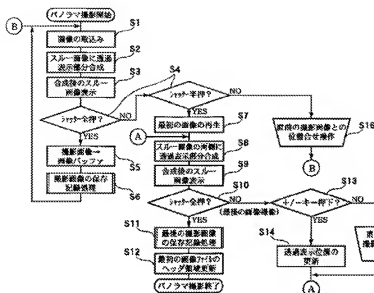 パノラマ撮影開始
B
S1
画像の取込み
S2
スルー画像に透過
表示部分合成
S3
合成後のスルー
画像表示
S4
シャッター全押？
NO
YES
シャッター半押？
NO
YES
S7
最初の画像の再生
A
S8
スルー画像の両側に
透過表示部分合成
S9
合成後のスルー
画像表示
S5
撮影画像→
画像バッファ
S6
撮影画像の保存
記録処理
S16
直前の撮影画像との
位置合せ操作
B
S10
シャッター全押？
NO
(最後の画像準備)
YES
S13
+/-キー押下？
NO
YES
S11
最後の撮影画像
の保存記録処理
S12
最初の画像ファイルの
ヘッダ領域更新
S14
透過表示位置の
更新
A
パノラマ撮影終了